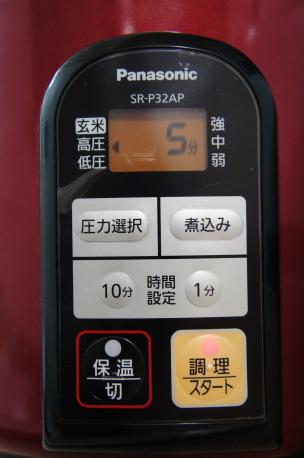 Panasonic
SR-P32AP
玄米
高圧
低圧
5分
強
中
弱
圧力選択
煮込み
10分
時間
設定
1分
保温
切
調理
スタート